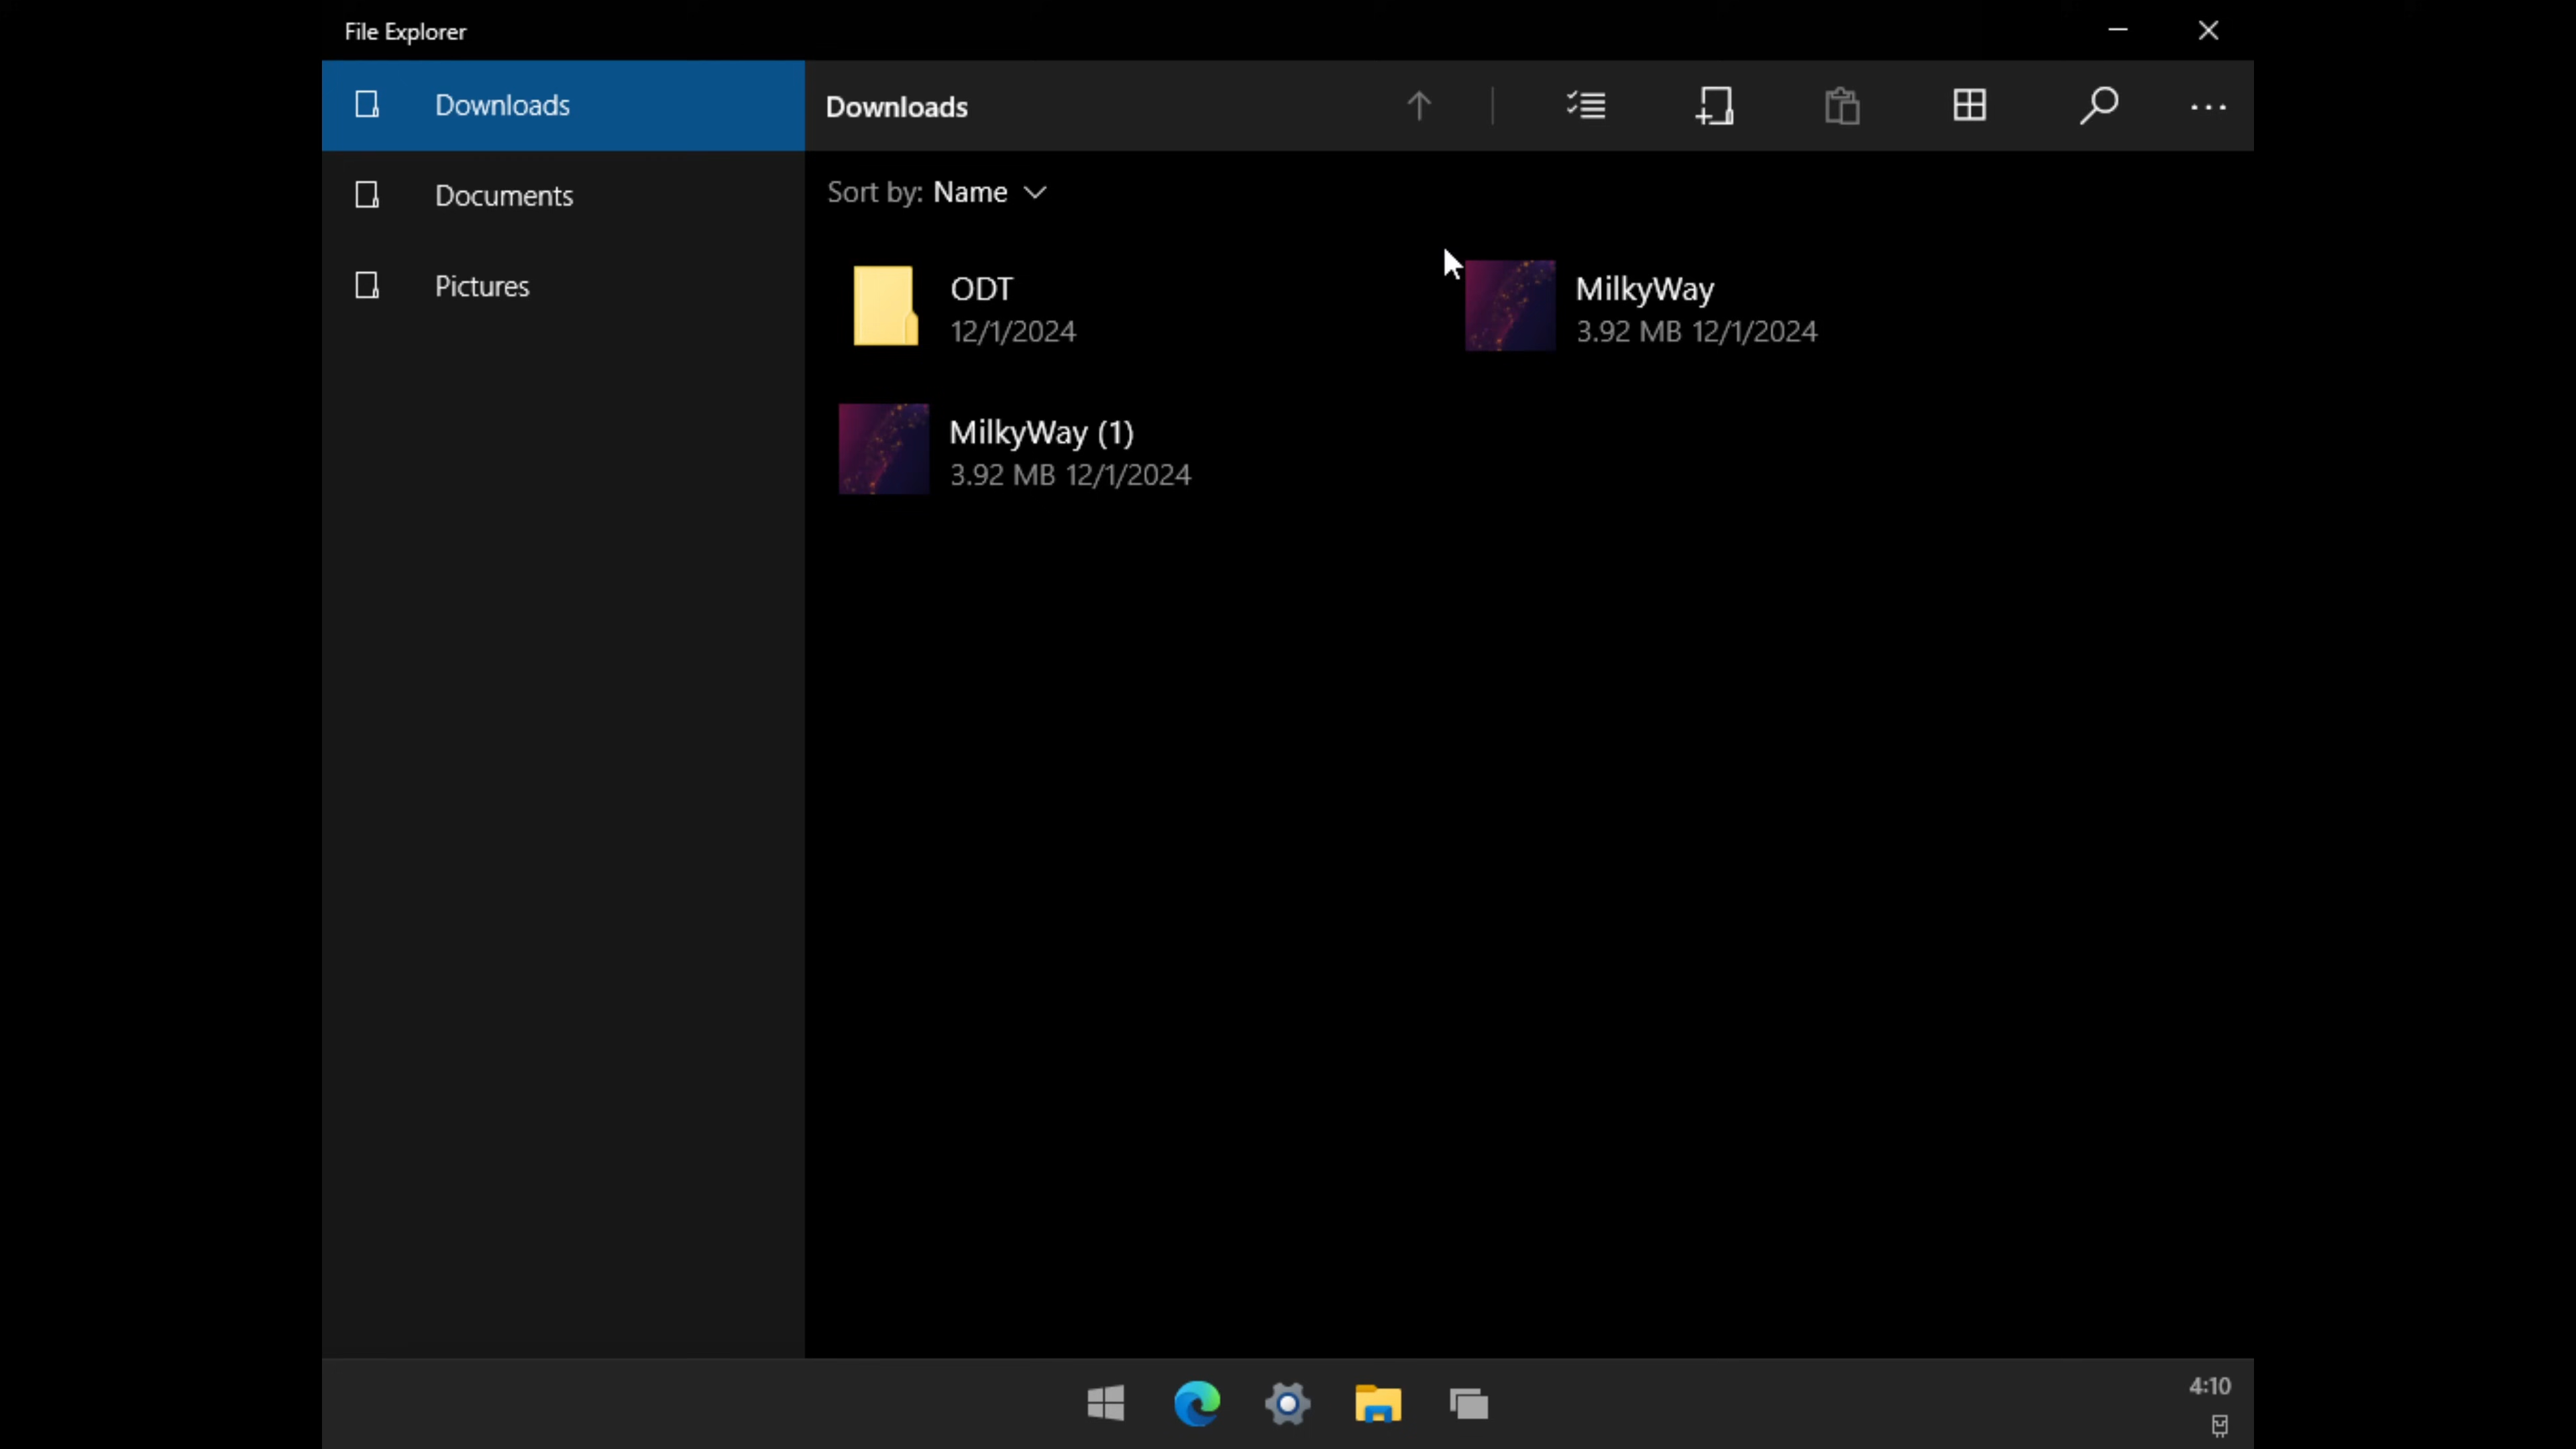 File Explorer
Downloads
Documents
Pictures
Downloads
Sort by: Name
ODT
12/1/2024
MilkyWay
3.92 MB 12/1/2024
MilkyWay (1)
3.92 MB 12/1/2024
4:10